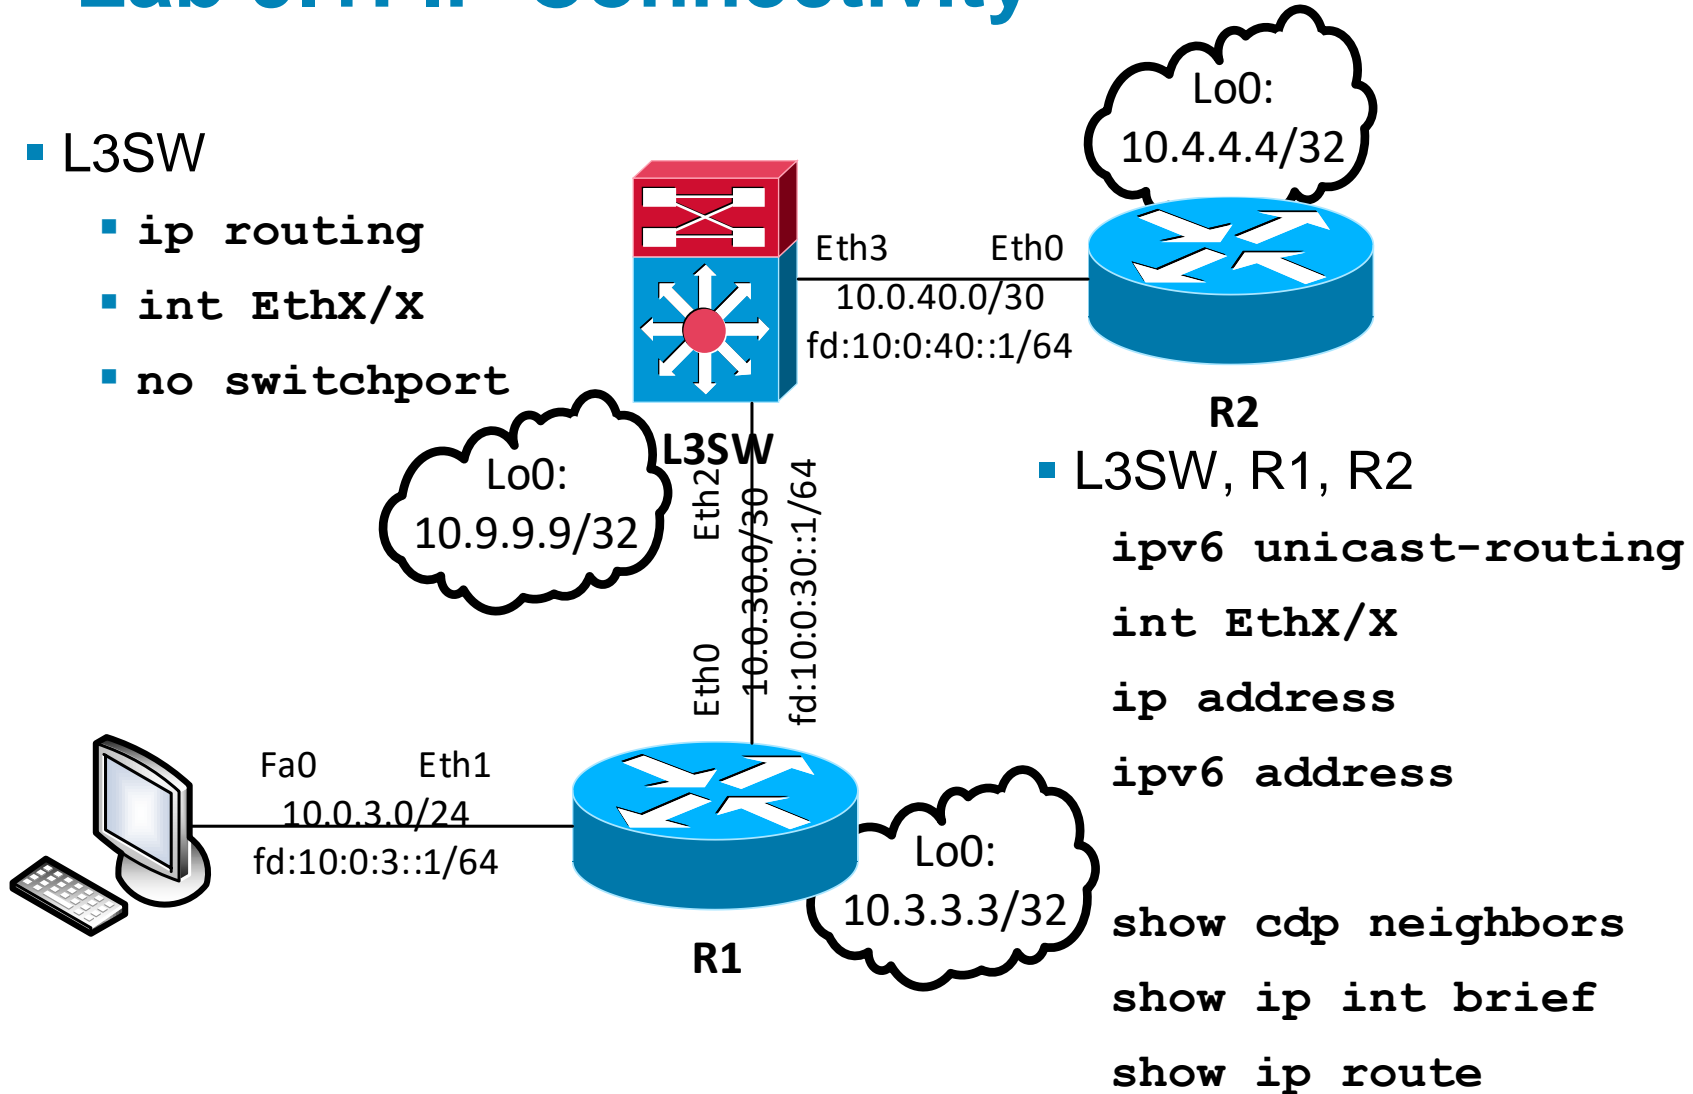 IP Connectivity
L3SW
ip routing
int EthX/X
no switchport
Lo0:
10.4.4.4/32
Eth3 Eth0
10.0.40.0/30
fd:10:0:40::1/64
R2
L3SW
Lo0:
10.9.9.9/32
Eth2
10.0.30.0/30
fd:10:0:30::1/64
Eth0
L3SW, R1, R2
ipv6 unicast-routing
int EthX/X
ip address
ipv6 address
Fa0 Eth1
10.0.3.0/24
fd:10:0:3::1/64
Lo0:
10.3.3.3/32
R1
show cdp neighbors
show ip int brief
show ip route